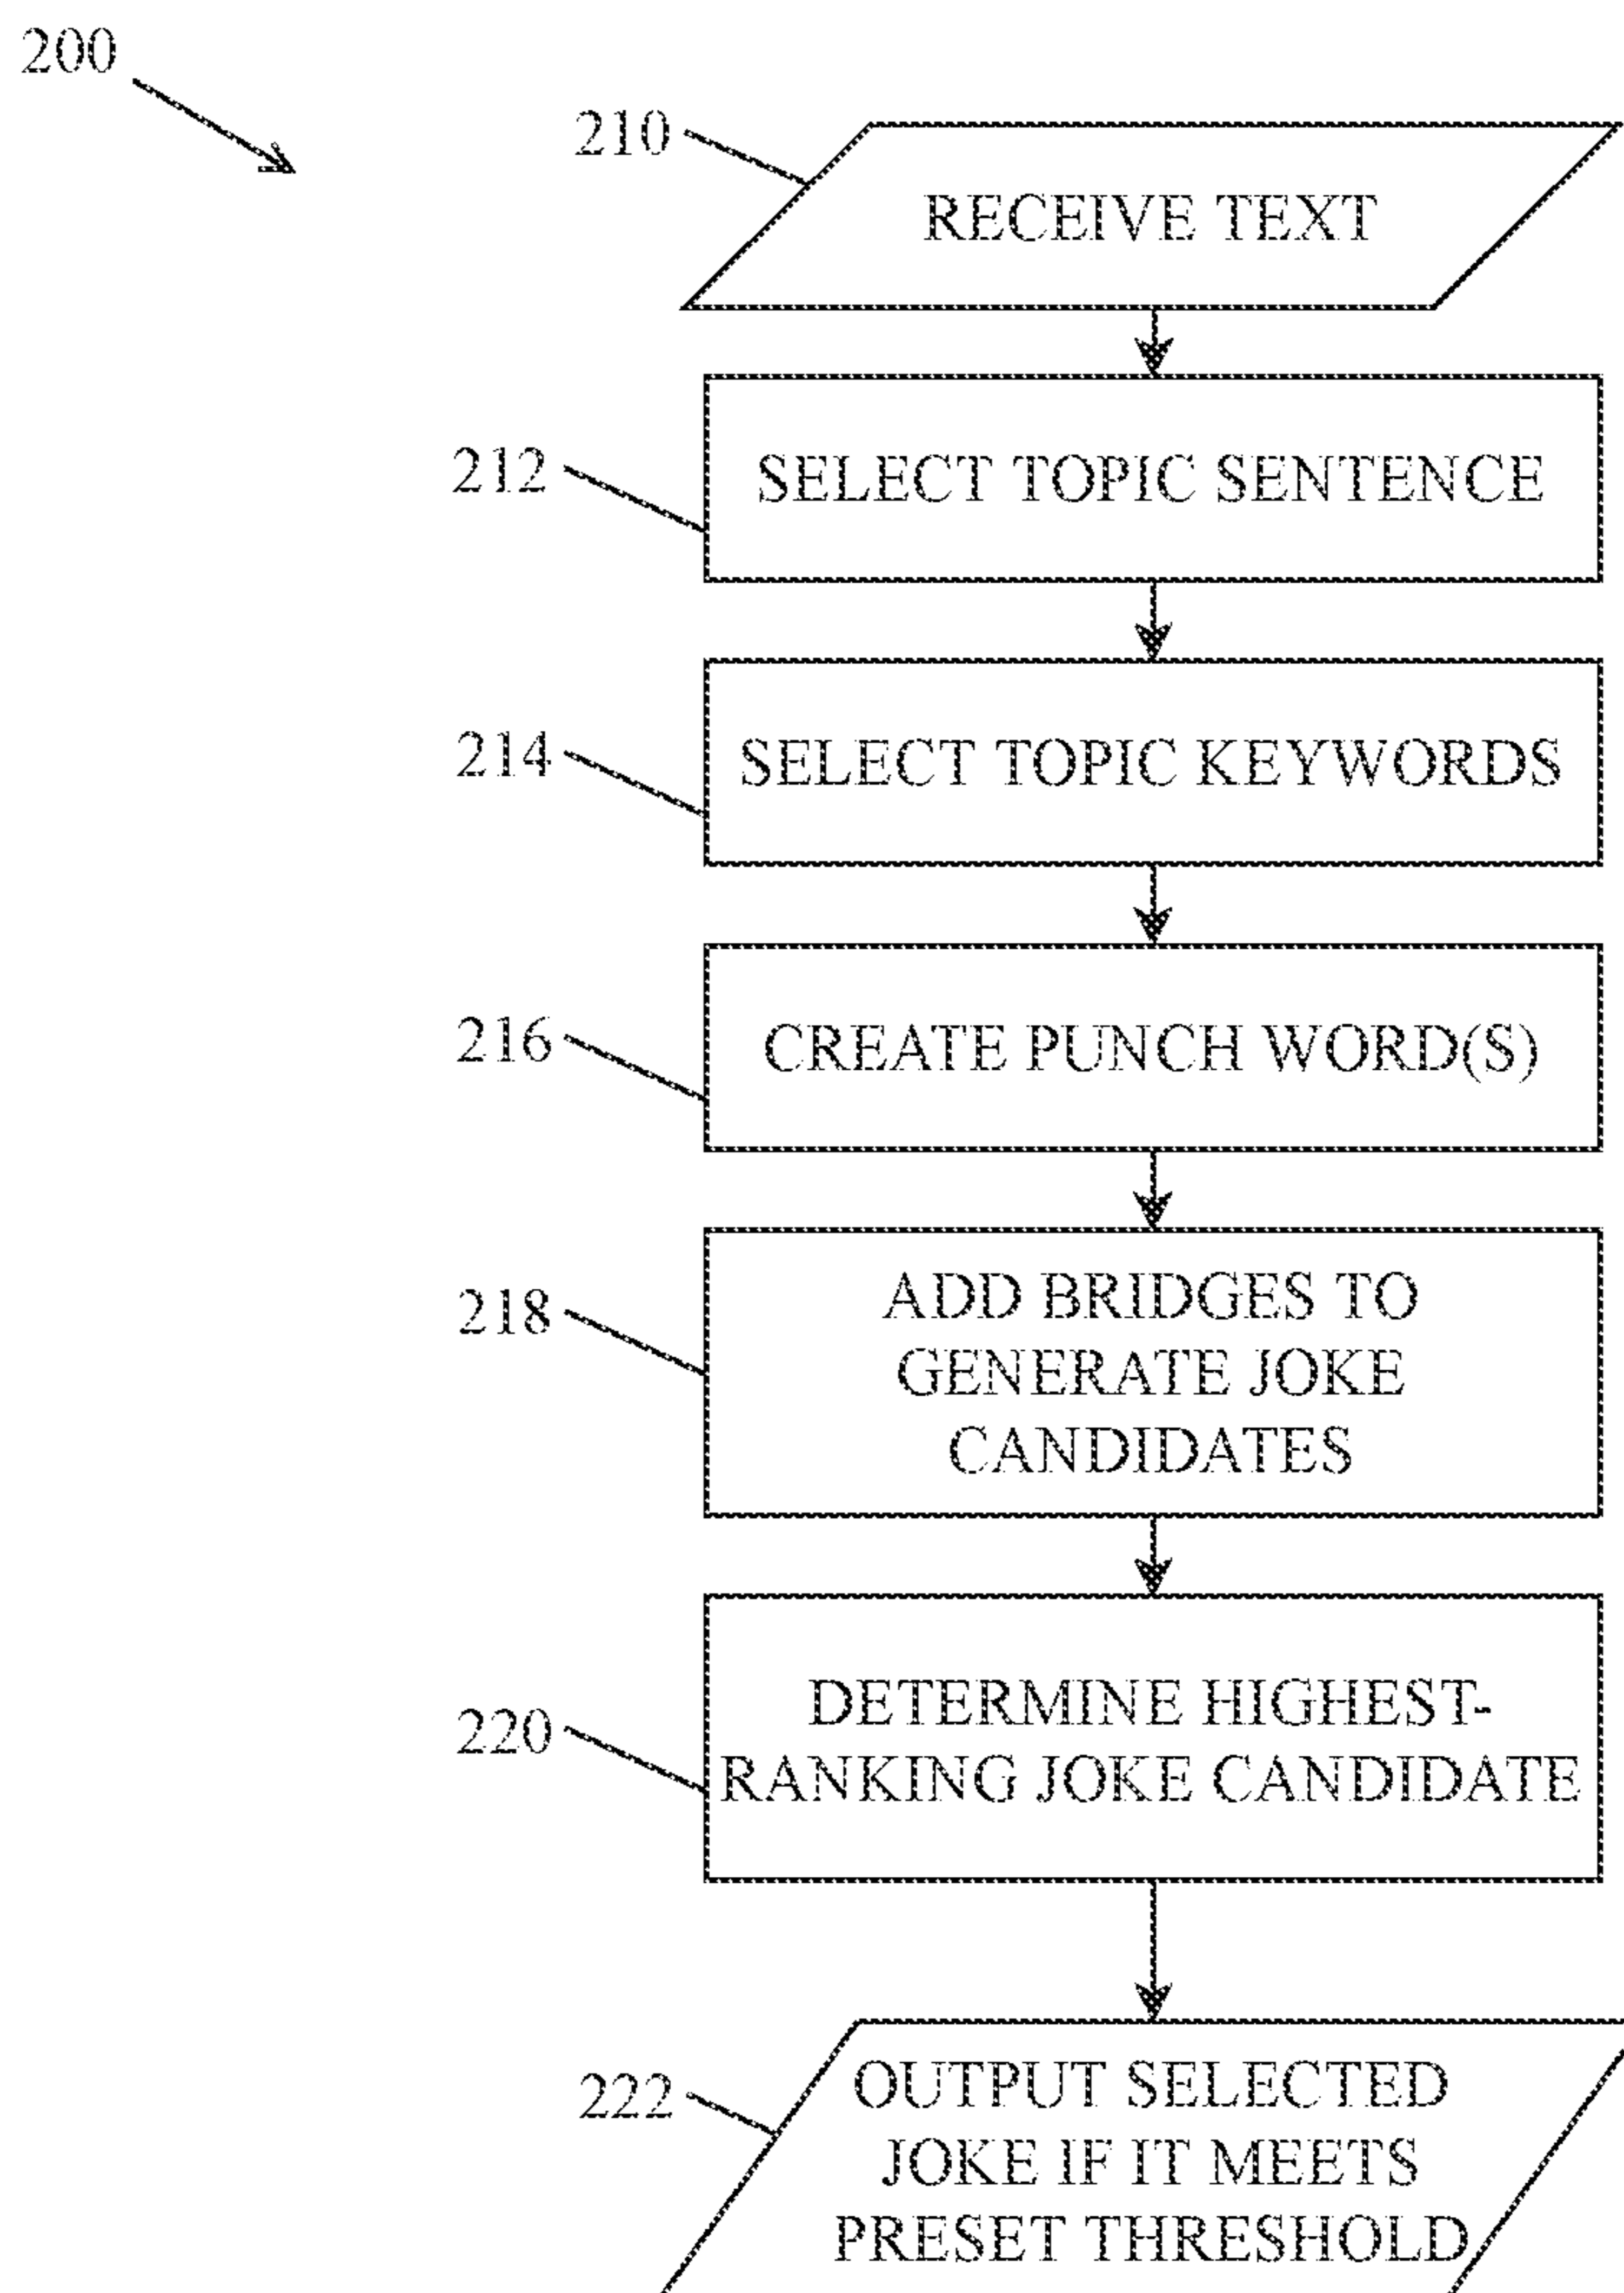 200
210
RECEIVE TEXT
212
SELECT TOPIC SENTENCE
214
SELECT TOPIC KEYWORDS
216
CREATE PUNCH WORD(S)
218
ADD BRIDGES TO
GENERATE JOKE
CANDIDATES
220
DETERMINE HIGHEST-
RANKING JOKE CANDIDATE
222
OUTPUT SELECTED
JOKE IF IT MEETS
PRESET THRESHOLD